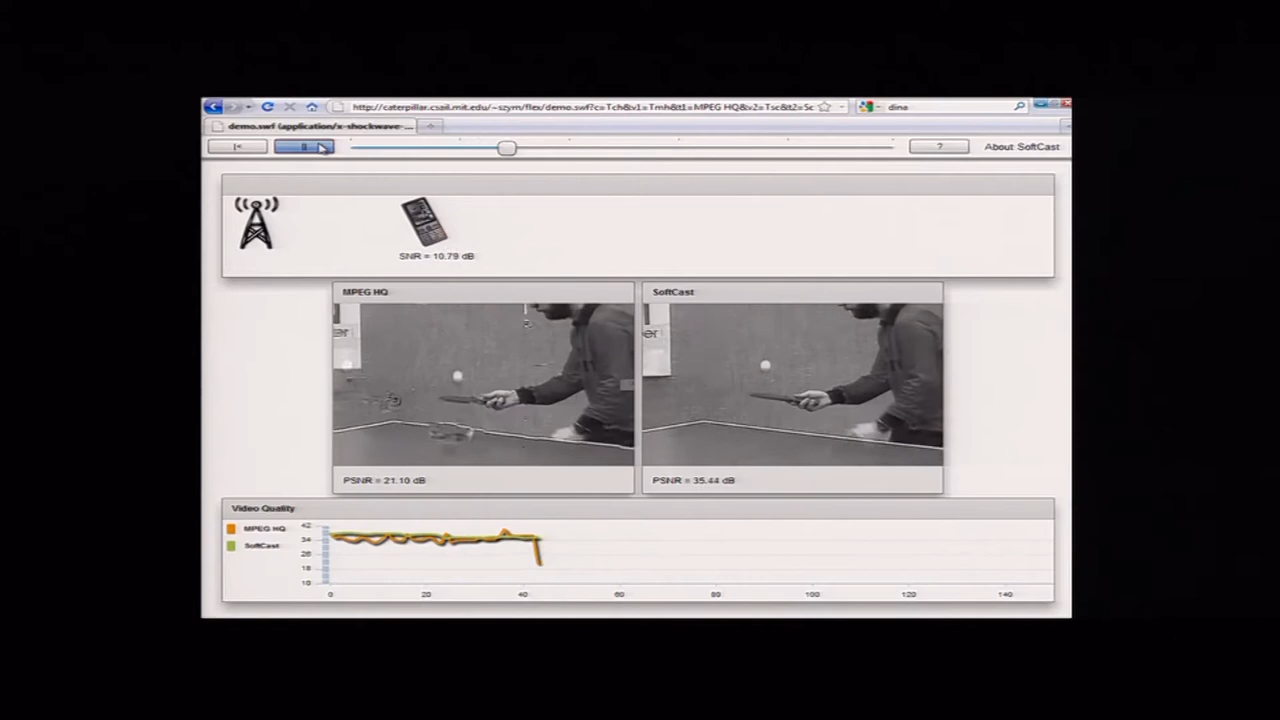 http://caterpillar.csail.mit.edu/~szym/flex/demo.swf?c=Tch&v1=Tmh&t1=MPEG HQ&v2=Tsc&t2=Sc
dina
demo.swf (application/x-shockwave-...
|<
||
?
About SoftCast
SNR = 10.79 dB
MPEG HQ
SoftCast
er
er
PSNR = 21.10 dB
PSNR = 35.44 dB
Video Quality
MPEG HQ
SoftCast
42
34
26
18
10
0 20 40 60 80 100 120 140